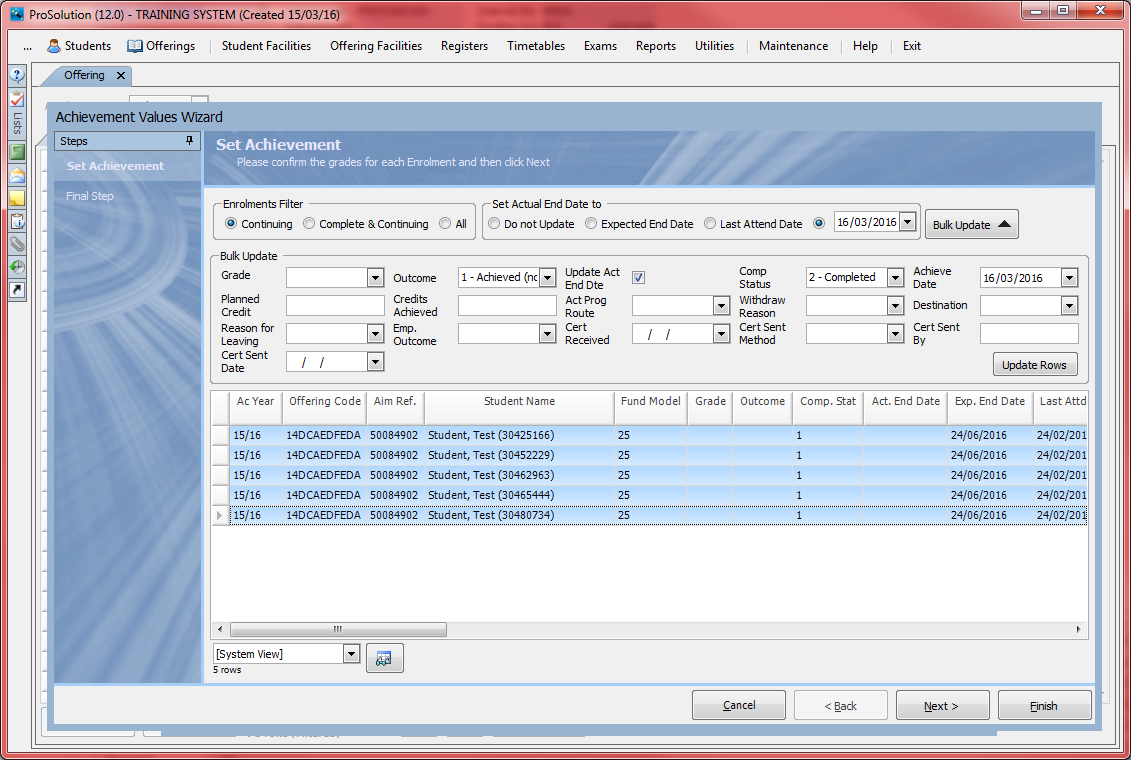 ProSolution (12.0) - TRAINING SYSTEM (Created 15/03/16)
... Students Offerings Student Facilities Offering Facilities Registers Timetables Exams Reports Utilities Maintenance Help Exit
Offering
Lists
Achievement Values Wizard
Steps
Set Achievement
Final Step
Set Achievement
Please confirm the grades for each Enrolment and then click Next
Enrolments Filter
Continuing Complete & Continuing All
Set Actual End Date to
Do not Update Expected End Date Last Attend Date 16/03/2016
Bulk Update
Bulk Update
Grade Outcome 1 - Achieved (no Update Act End Dte Comp Status 2 - Completed Achieve Date 16/03/2016
Planned Credit Credits Achieved Act Prog Route Withdraw Reason Destination
Reason for Leaving Emp. Outcome Cert Received / / Cert Sent Method Cert Sent By
Cert Sent Date / /
Update Rows
Ac Year Offering Code Aim Ref. Student Name Fund Model Grade Outcome Comp. Stat Act. End Date Exp. End Date Last Attd
15/16 14DCAEDFEDA 50084902 Student, Test (30425166) 25 1 24/06/2016 24/02/201
15/16 14DCAEDFEDA 50084902 Student, Test (30452229) 25 1 24/06/2016 24/02/201
15/16 14DCAEDFEDA 50084902 Student, Test (30462963) 25 1 24/06/2016 24/02/201
15/16 14DCAEDFEDA 50084902 Student, Test (30465444) 25 1 24/06/2016 24/02/201
15/16 14DCAEDFEDA 50084902 Student, Test (30480734) 25 1 24/06/2016 24/02/201
[System View]
5 rows
Cancel < Back Next > Finish